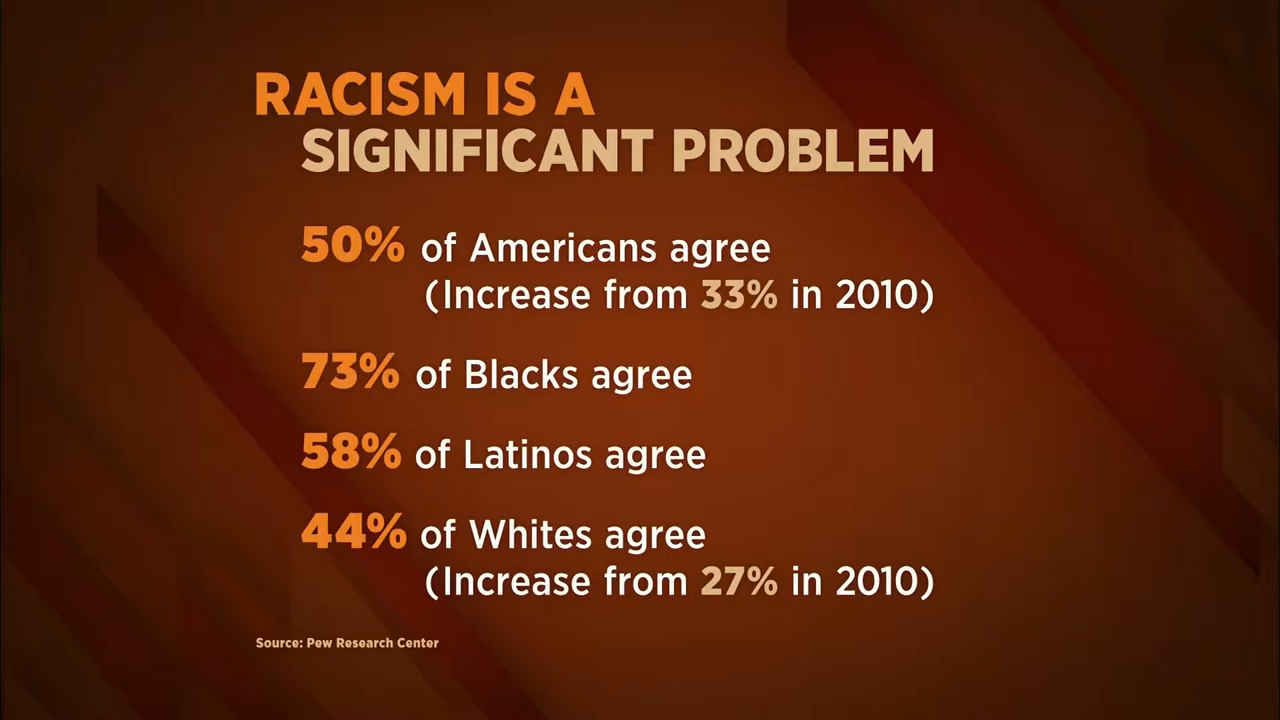 RACISM IS A
SIGNIFICANT PROBLEM
50% of Americans agree
(Increase from 33% in 2010)
73% of Blacks agree
58% of Latinos agree
44% of Whites agree
(Increase from 27% in 2010)
Source: Pew Research Center